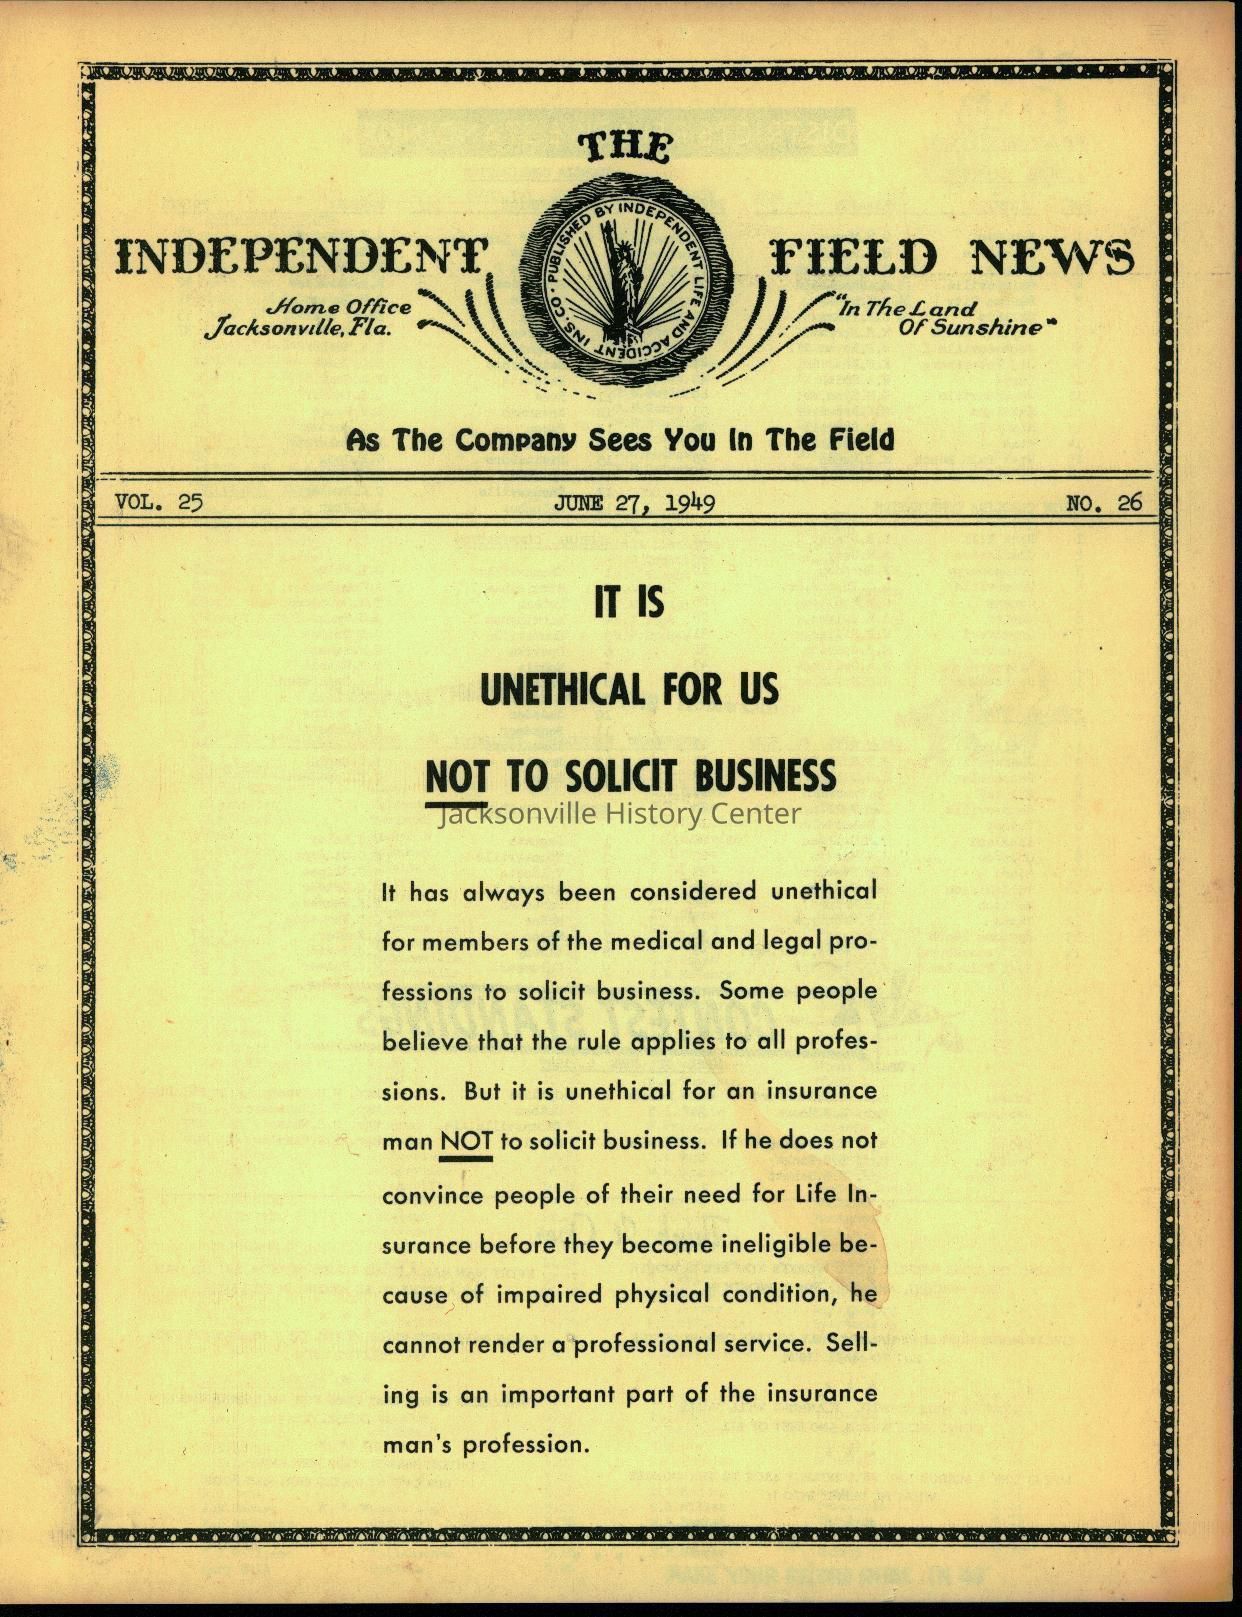 THE
INDEPENDENT FIELD NEWS
PUBLISHED BY INDEPENDENT LIFE AND ACCIDENT INS. CO.
Home Office
Jacksonville, Fla.
"In The Land
Of Sunshine"
As The Company Sees You In The Field
VOL. 25 JUNE 27, 1949 NO. 26
IT IS
UNETHICAL FOR US
NOT TO SOLICIT BUSINESS
Jacksonville History Center
It has always been considered unethical
for members of the medical and legal pro-
fessions to solicit business. Some people
believe that the rule applies to all profes-
sions. But it is unethical for an insurance
man NOT to solicit business. If he does not
convince people of their need for Life In-
surance before they become ineligible be-
cause of impaired physical condition, he
cannot render a professional service. Sell-
ing is an important part of the insurance
man's profession.